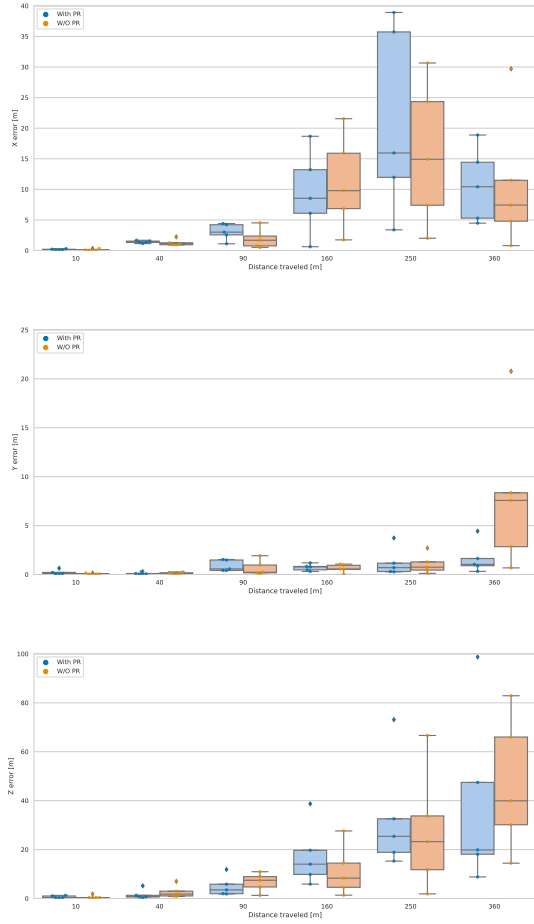 40
35
30
25
20
15
10
5
0
X error [m]
With PR
W/O PR
10 40 90 160 250 360
Distance traveled [m]
25
20
15
10
5
0
Y error [m]
With PR
W/O PR
10 40 90 160 250 360
Distance traveled [m]
100
80
60
40
20
0
Z error [m]
With PR
W/O PR
10 40 90 160 250 360
Distance traveled [m]